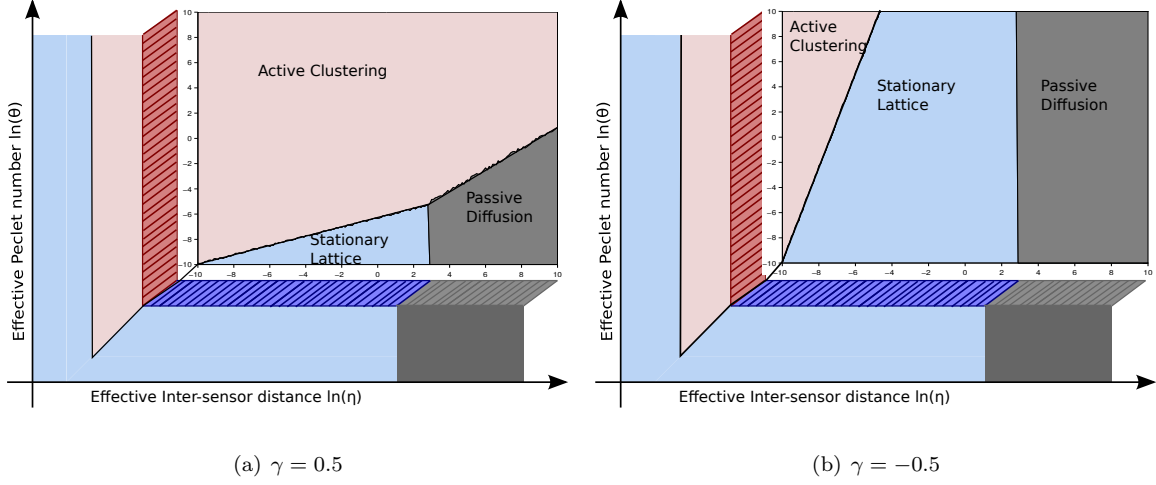 Effective Peclet number ln(θ)
10
8
6
4
2
0
−2
−4
−6
−8
−10
Active Clustering
Stationary
Lattice
Passive
Diffusion
−10 −8 −6 −4 −2 0 2 4 6 8 10
Effective Inter-sensor distance ln(η)
(a) γ = 0.5
Effective Peclet number ln(θ)
10
8
6
4
2
0
−2
−4
−6
−8
−10
Active
Clustering
Stationary
Lattice
Passive
Diffusion
−10 −8 −6 −4 −2 0 2 4 6 8 10
Effective Inter-sensor distance ln(η)
(b) γ = −0.5